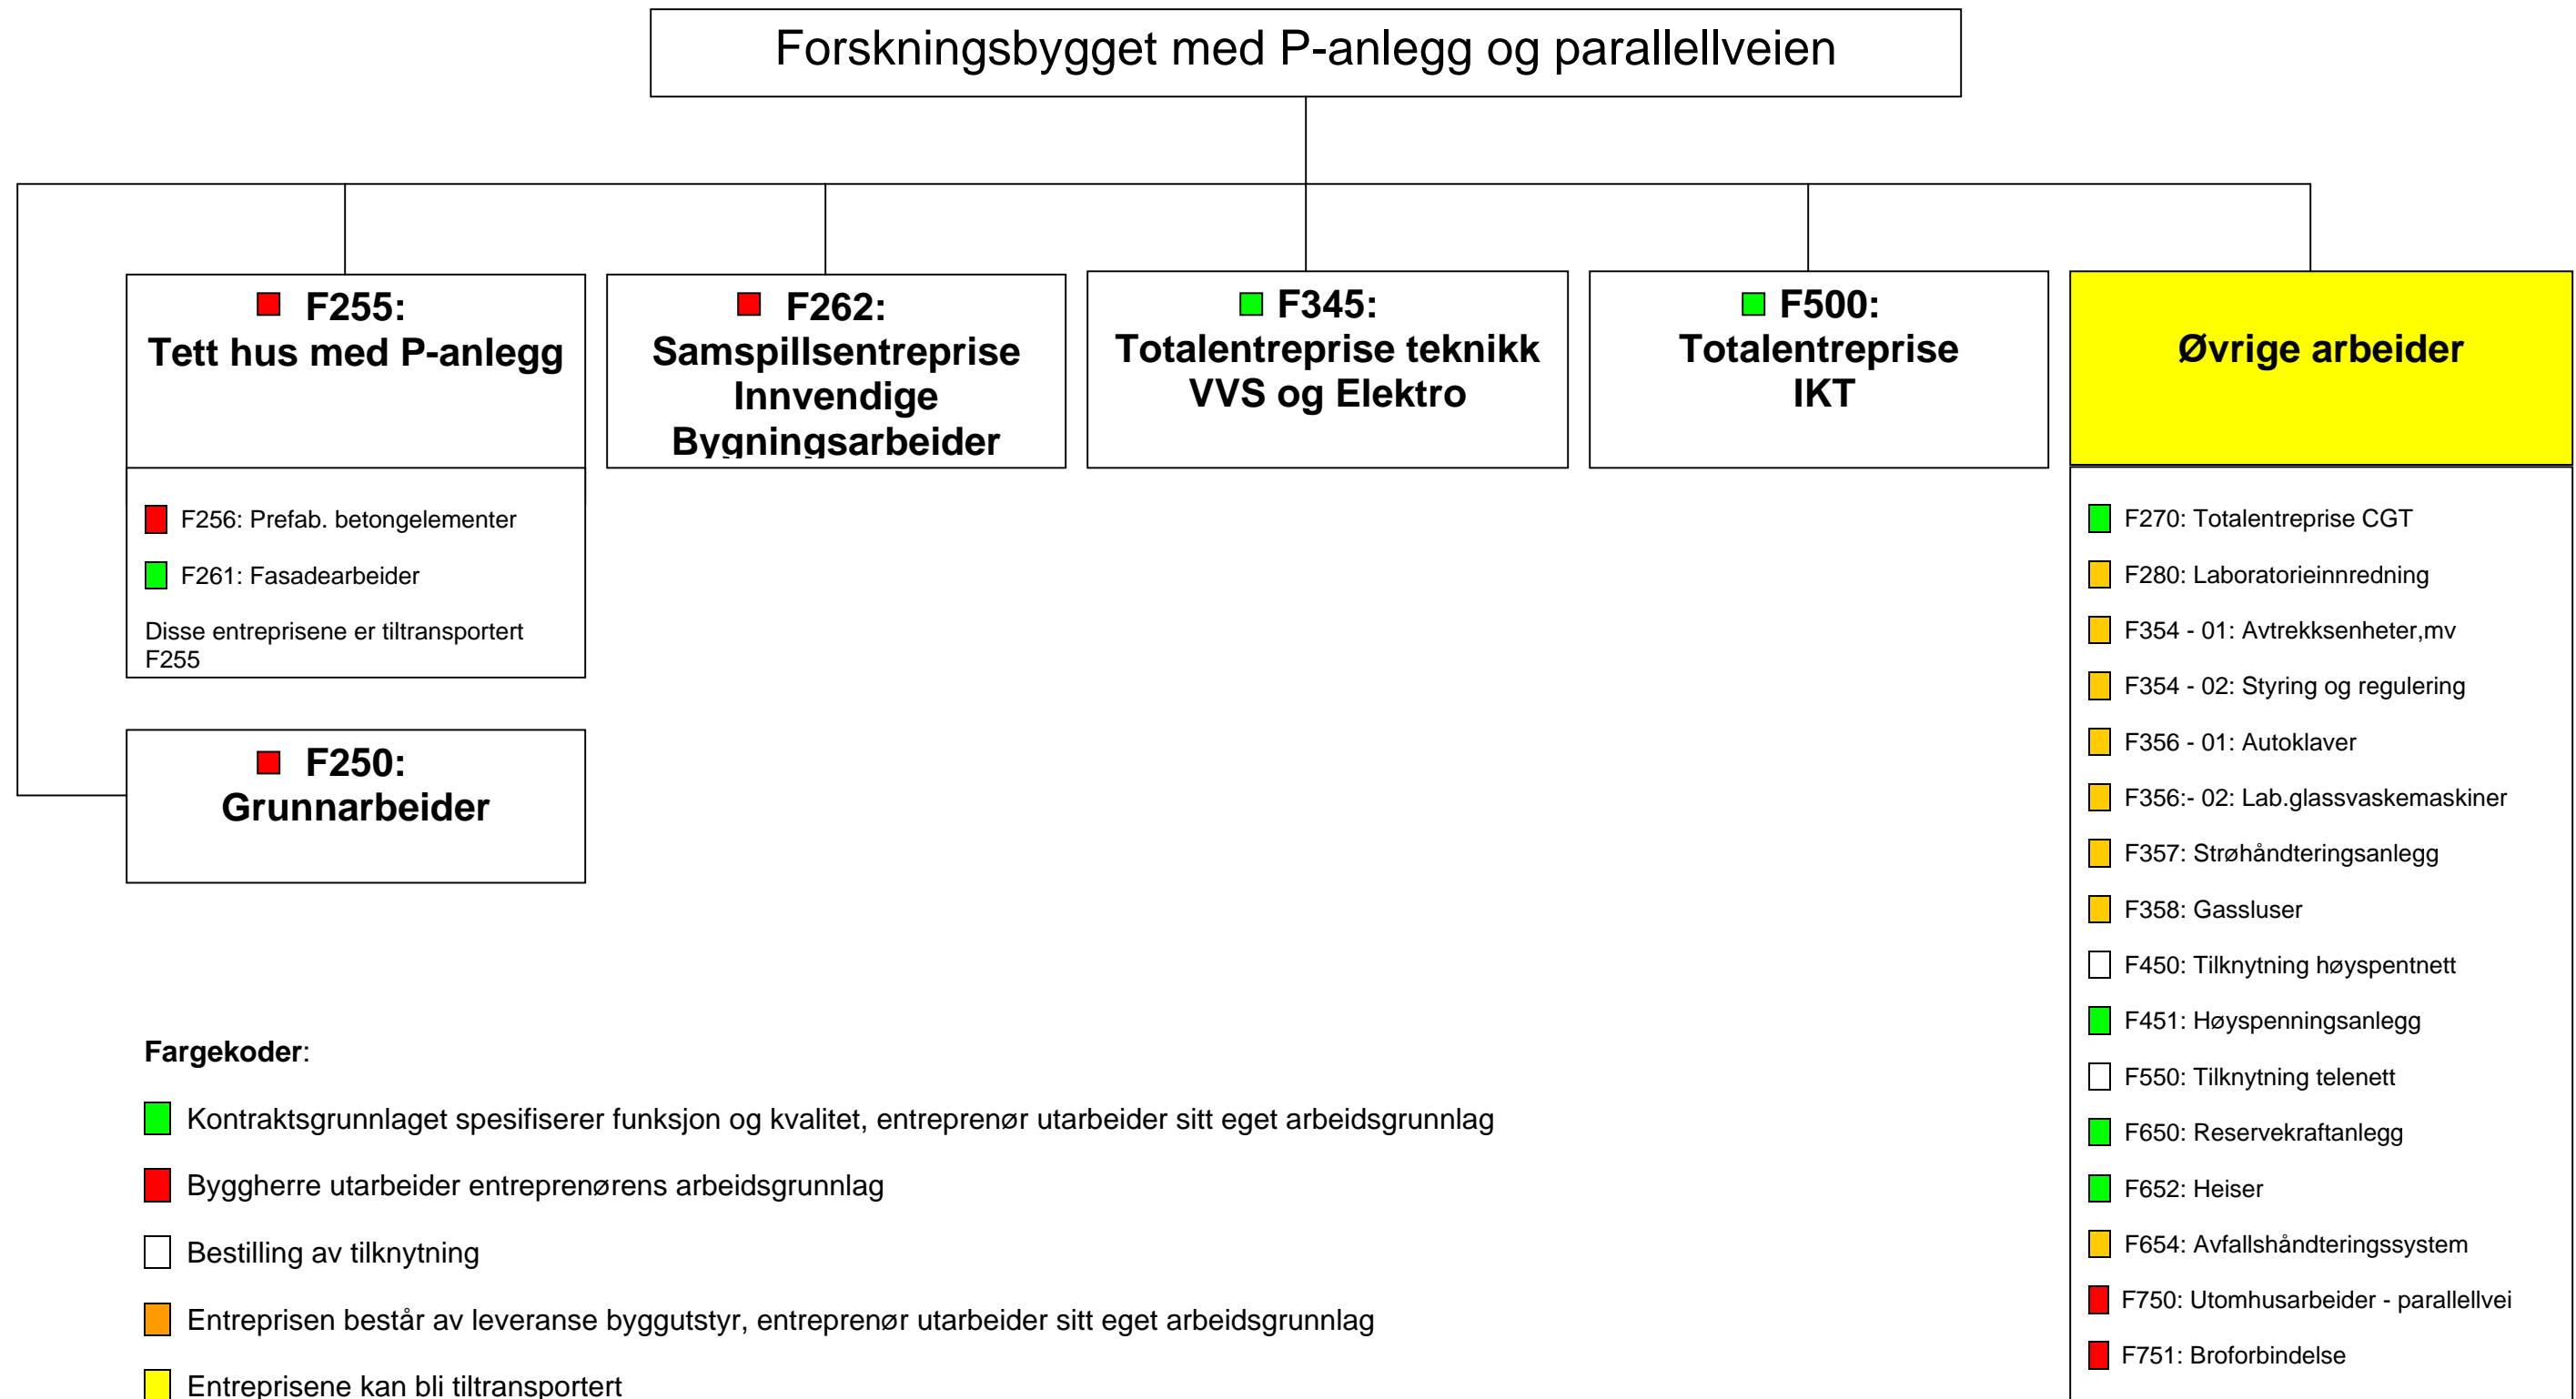 Forskningsbygget med P-anlegg og parallellveien
F255:
Tett hus med P-anlegg
F256: Prefab. betongelementer
F261: Fasadearbeider
Disse entreprisene er tiltransportert
F255
F250:
Grunnarbeider
F262:
Samspillsentreprise
Innvendige
Bygningsarbeider
F345:
Totalentreprise teknikk
VVS og Elektro
F500:
Totalentreprise
IKT
Øvrige arbeider
F270: Totalentreprise CGT
F280: Laboratorieinnredning
F354 - 01: Avtrekksenheter,mv
F354 - 02: Styring og regulering
F356 - 01: Autoklaver
F356:- 02: Lab.glassvaskemaskiner
F357: Strøhåndteringsanlegg
F358: Gassluser
F450: Tilknytning høyspentnett
F451: Høyspenningsanlegg
F550: Tilknytning telenett
F650: Reservekraftanlegg
F652: Heiser
F654: Avfallshåndteringssystem
F750: Utomhusarbeider - parallellvei
F751: Broforbindelse
Fargekoder:
Kontraktsgrunnlaget spesifiserer funksjon og kvalitet, entreprenør utarbeider sitt eget arbeidsgrunnlag
Byggherre utarbeider entreprenørens arbeidsgrunnlag
Bestilling av tilknytning
Entreprisen består av leveranse byggutstyr, entreprenør utarbeider sitt eget arbeidsgrunnlag
Entreprisene kan bli tiltransportert